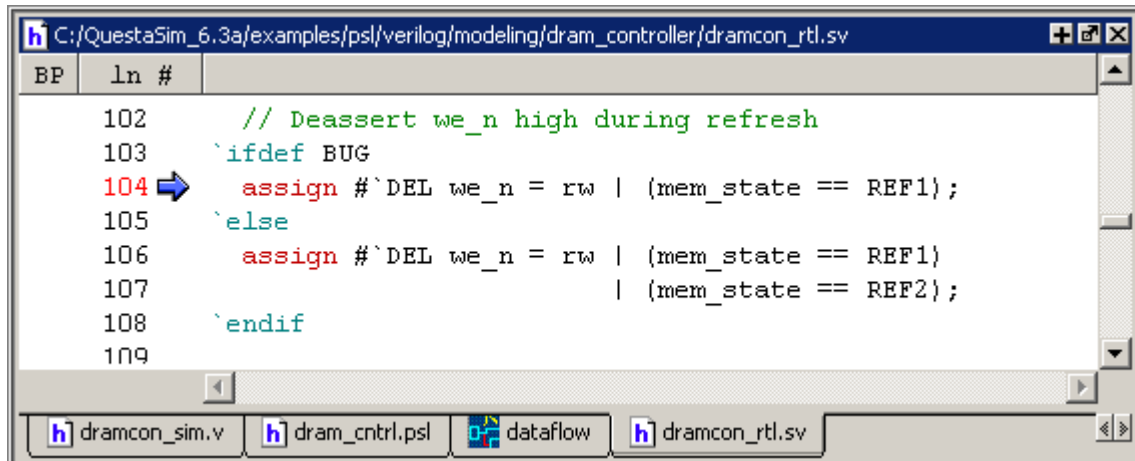 C:/QuestaSim_6.3a/examples/psl/verilog/modeling/dram_controller/dramcon_rtl.sv
BP ln #
102 // Deassert we_n high during refresh
103 `ifdef BUG
104 assign #`DEL we_n = rw | (mem_state == REF1);
105 `else
106 assign #`DEL we_n = rw | (mem_state == REF1)
107 | (mem_state == REF2);
108 `endif
109
h dramcon_sim.v h dram_cntrl.psl dataflow h dramcon_rtl.sv